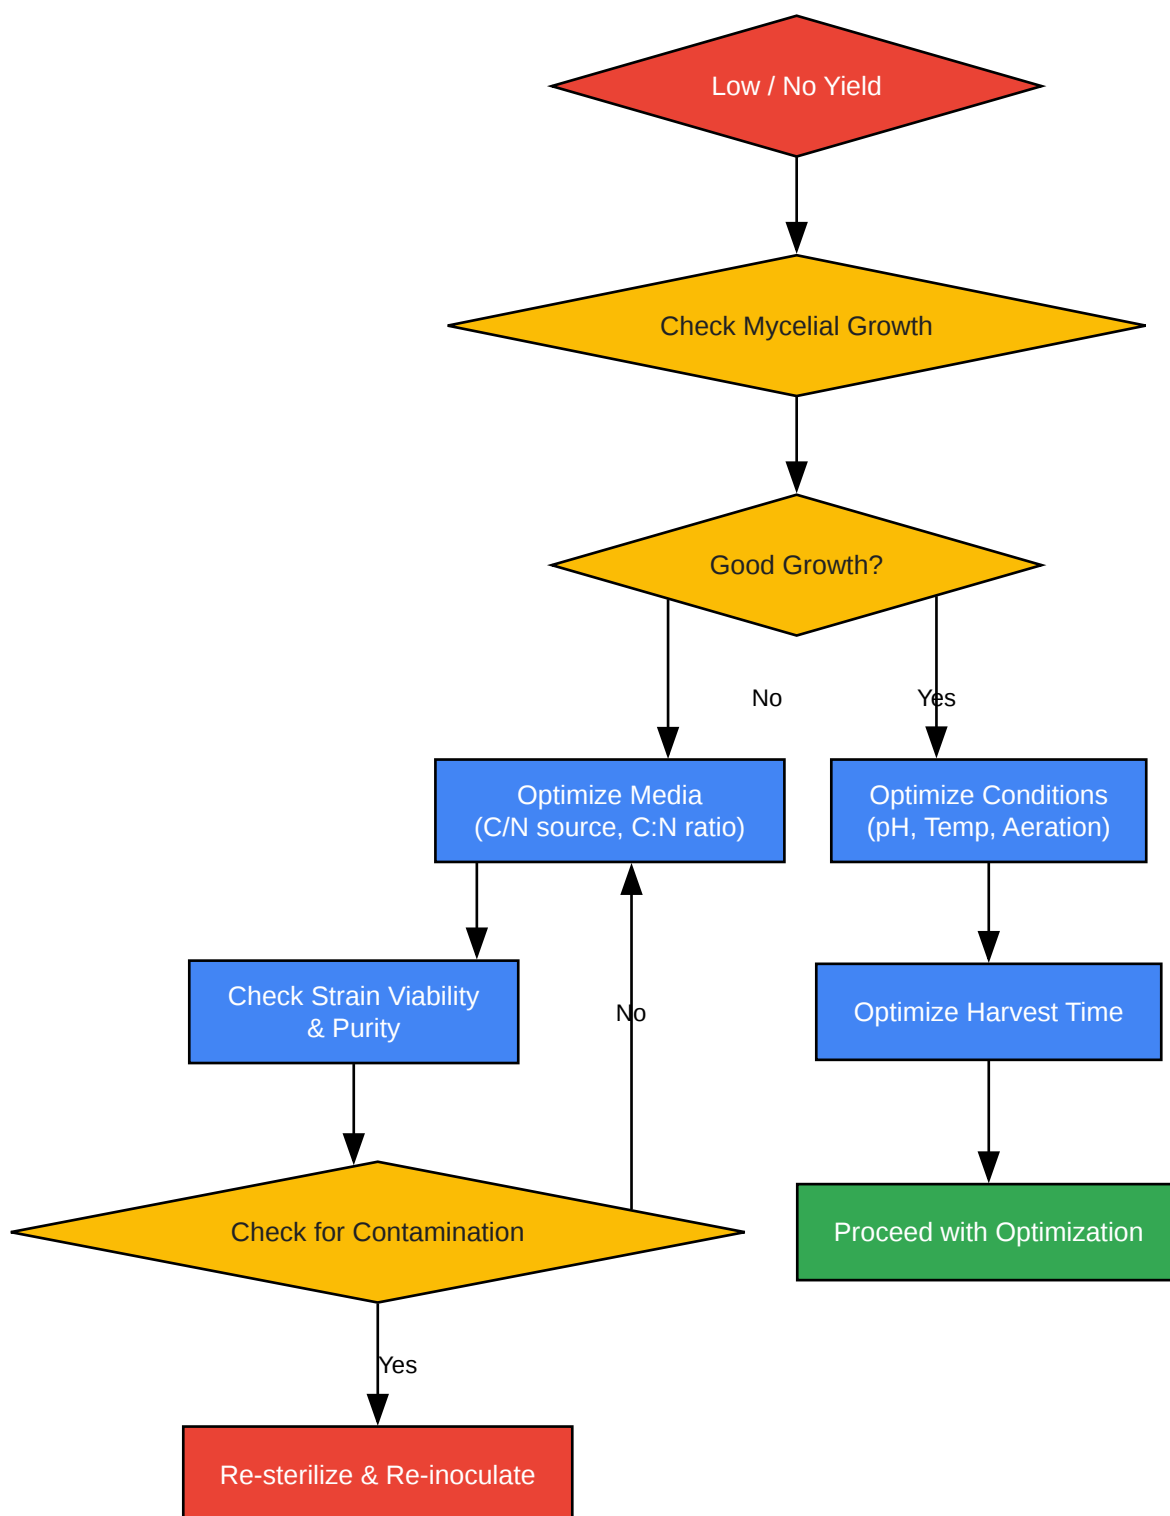 Low / No Yield
Check Mycelial Growth
Good Growth?
No
Yes
Optimize Media
(C/N source, C:N ratio)
Optimize Conditions
(pH, Temp, Aeration)
Check Strain Viability
& Purity
No
Optimize Harvest Time
Check for Contamination
Proceed with Optimization
Yes
Re-sterilize & Re-inoculate